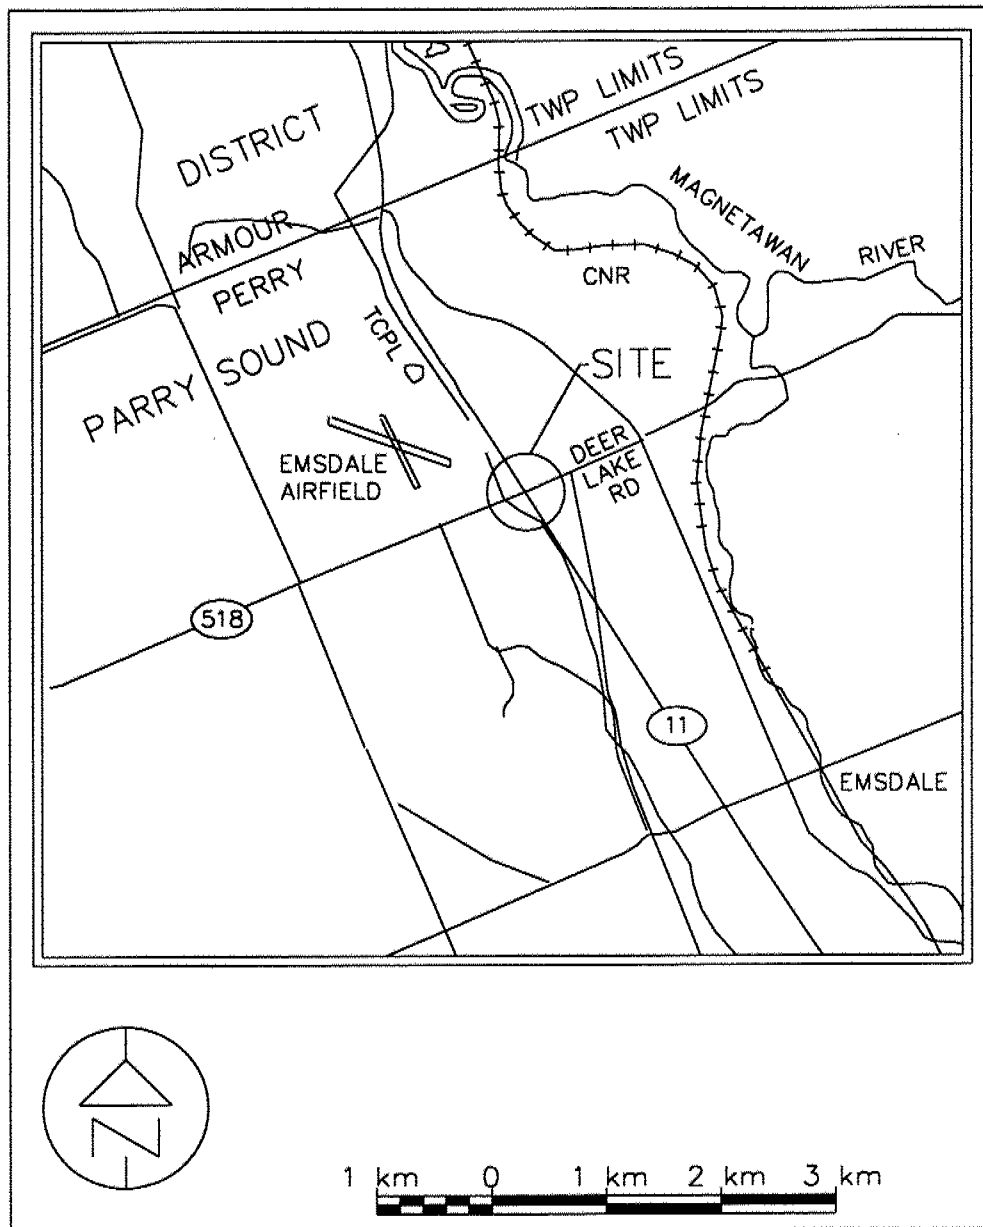 TWP LIMITS
TWP LIMITS
DISTRICT
MAGNETAWAN
RIVER
ARMOUR
PERRY
CNR
TCPL
PARRY SOUND
SITE
EMSDALE
AIRFIELD
DEER
LAKE
RD
518
11
EMSDALE
N
1 km 0 1 km 2 km 3 km